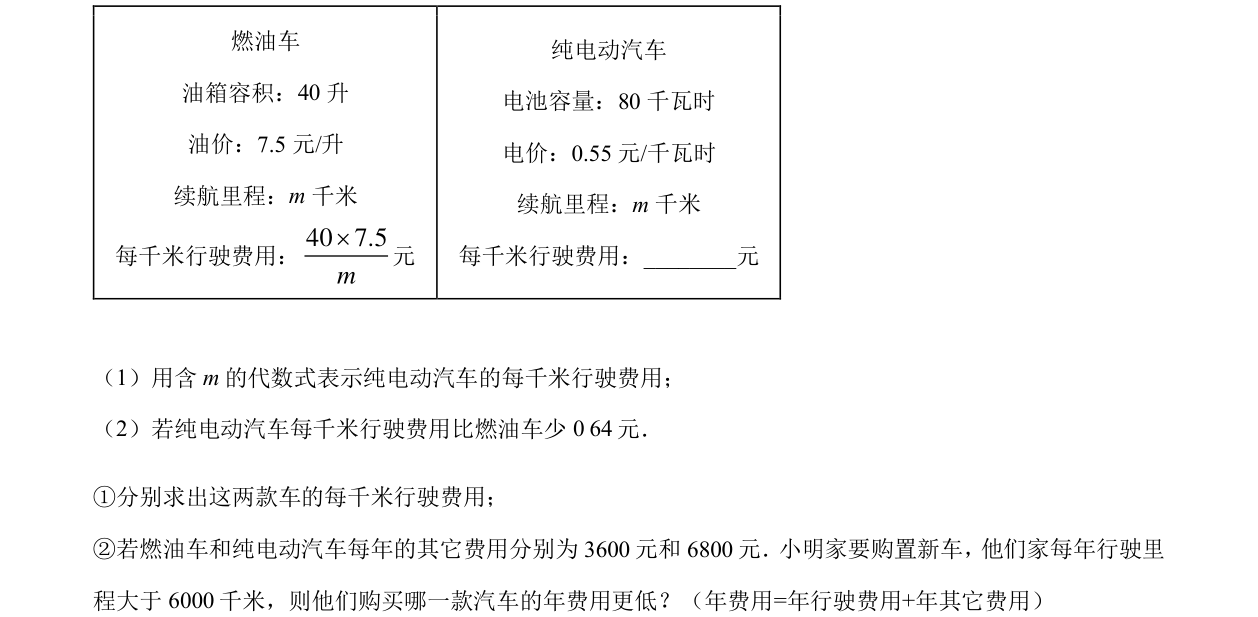 燃油车
油箱容积：40 升
油价：7.5 元/升
续航里程：m 千米
每千米行驶费用：40×7.5/m 元
纯电动汽车
电池容量：80 千瓦时
电价：0.55 元/千瓦时
续航里程：m 千米
每千米行驶费用：________元
（1）用含 m 的代数式表示纯电动汽车的每千米行驶费用；
（2）若纯电动汽车每千米行驶费用比燃油车少 0 64 元．
①分别求出这两款车的每千米行驶费用；
②若燃油车和纯电动汽车每年的其它费用分别为 3600 元和 6800 元．小明家要购置新车，他们家每年行驶里
程大于 6000 千米，则他们购买哪一款汽车的年费用更低？（年费用=年行驶费用+年其它费用）